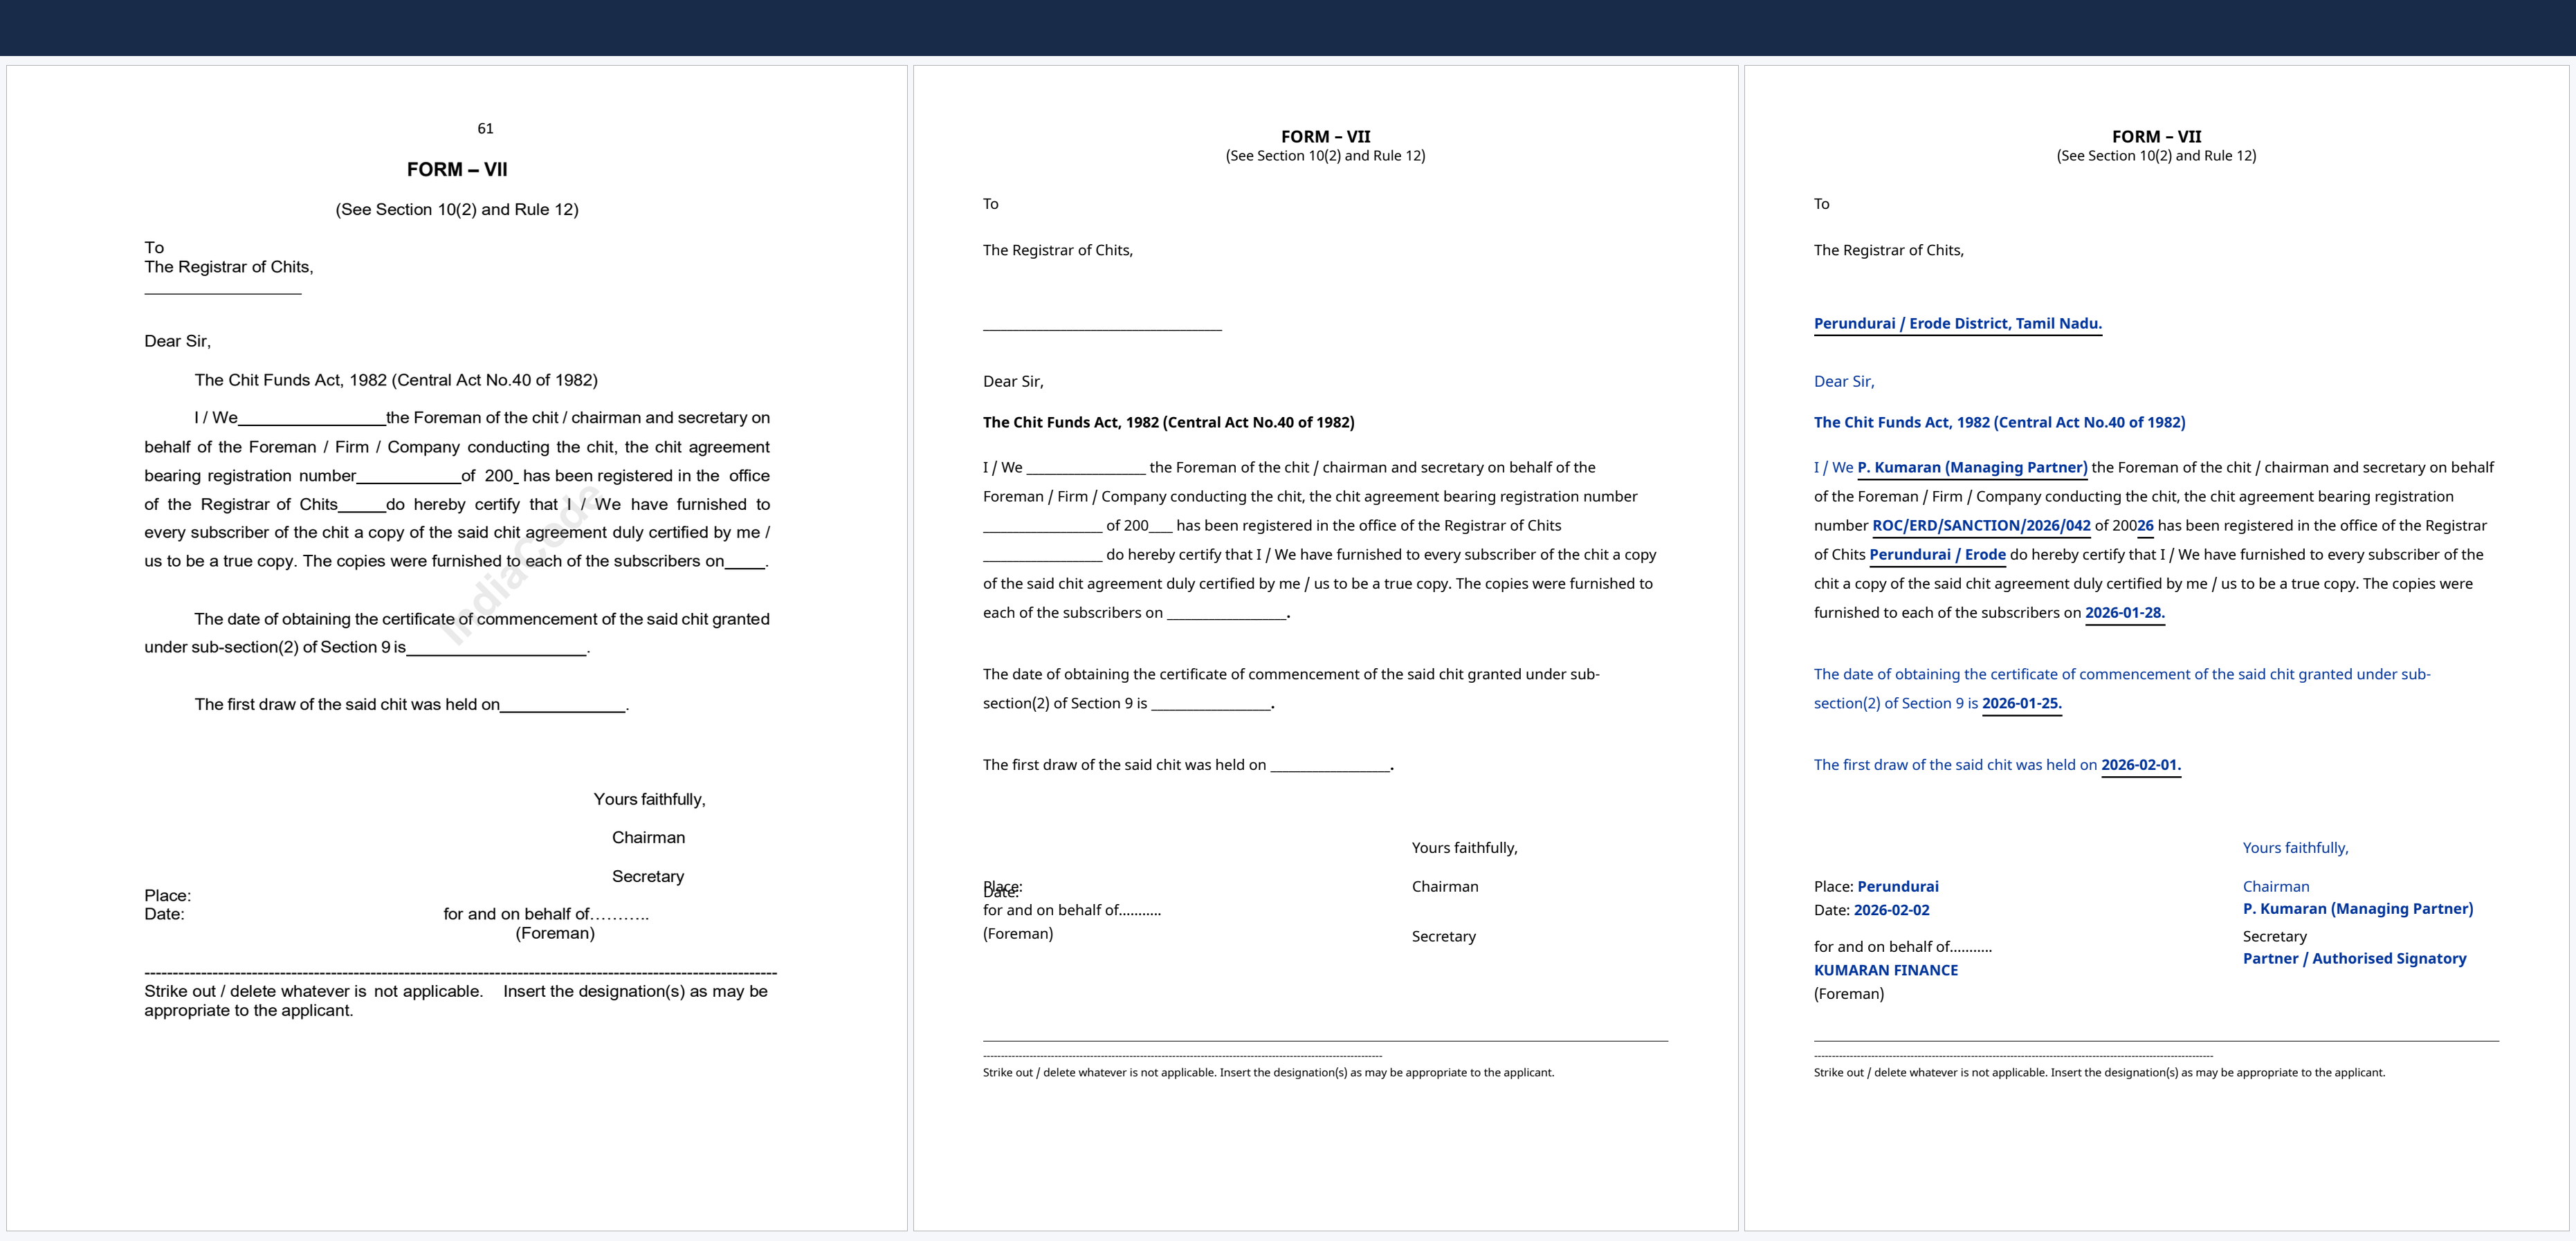 61
FORM – VII
(See Section 10(2) and Rule 12)
To
The Registrar of Chits,
___________________
Dear Sir,
The Chit Funds Act, 1982 (Central Act No.40 of 1982)
I / We_________________the Foreman of the chit / chairman and secretary on
behalf of the Foreman / Firm / Company conducting the chit, the chit agreement
bearing registration number____________of 200_ has been registered in the office
of the Registrar of Chits_____do hereby certify that I / We have furnished to
every subscriber of the chit a copy of the said chit agreement duly certified by me /
us to be a true copy. The copies were furnished to each of the subscribers on____.
The date of obtaining the certificate of commencement of the said chit granted
under sub-section(2) of Section 9 is____________________.
The first draw of the said chit was held on______________.
Yours faithfully,
Chairman
Secretary
Place:
Date: for and on behalf of………..
(Foreman)
-----------------------------------------------------------------------------------------------------------------
Strike out / delete whatever is not applicable. Insert the designation(s) as may be
appropriate to the applicant.
IndiaCode
FORM – VII
(See Section 10(2) and Rule 12)
To
The Registrar of Chits,
______________________________
Dear Sir,
The Chit Funds Act, 1982 (Central Act No.40 of 1982)
I / We _______________ the Foreman of the chit / chairman and secretary on behalf of the
Foreman / Firm / Company conducting the chit, the chit agreement bearing registration number
_______________ of 200___ has been registered in the office of the Registrar of Chits
_______________ do hereby certify that I / We have furnished to every subscriber of the chit a copy
of the said chit agreement duly certified by me / us to be a true copy. The copies were furnished to
each of the subscribers on _______________.
The date of obtaining the certificate of commencement of the said chit granted under sub-
section(2) of Section 9 is _______________.
The first draw of the said chit was held on _______________.
Yours faithfully,
Place:
Date:
Chairman
for and on behalf of...........
(Foreman)
Secretary
-----------------------------------------------------------------------------------------------------------------
Strike out / delete whatever is not applicable. Insert the designation(s) as may be appropriate to the applicant.
FORM – VII
(See Section 10(2) and Rule 12)
To
The Registrar of Chits,
Perundurai / Erode District, Tamil Nadu.
Dear Sir,
The Chit Funds Act, 1982 (Central Act No.40 of 1982)
I / We P. Kumaran (Managing Partner) the Foreman of the chit / chairman and secretary on behalf
of the Foreman / Firm / Company conducting the chit, the chit agreement bearing registration
number ROC/ERD/SANCTION/2026/042 of 20026 has been registered in the office of the Registrar
of Chits Perundurai / Erode do hereby certify that I / We have furnished to every subscriber of the
chit a copy of the said chit agreement duly certified by me / us to be a true copy. The copies were
furnished to each of the subscribers on 2026-01-28.
The date of obtaining the certificate of commencement of the said chit granted under sub-
section(2) of Section 9 is 2026-01-25.
The first draw of the said chit was held on 2026-02-01.
Yours faithfully,
Place: Perundurai
Chairman
Date: 2026-02-02
P. Kumaran (Managing Partner)
Secretary
for and on behalf of...........
Partner / Authorised Signatory
KUMARAN FINANCE
(Foreman)
-----------------------------------------------------------------------------------------------------------------
Strike out / delete whatever is not applicable. Insert the designation(s) as may be appropriate to the applicant.